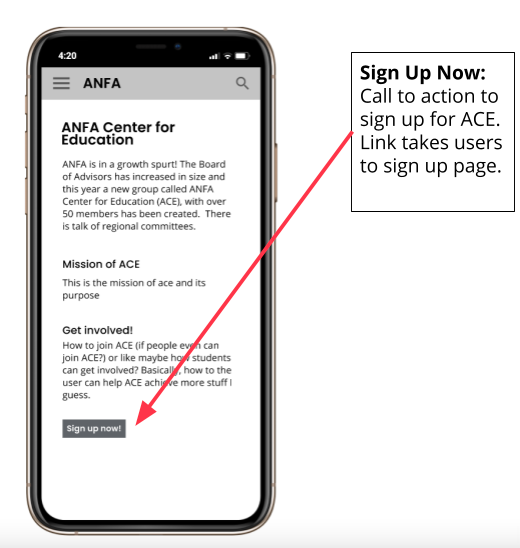 4:20
ANFA
ANFA Center for
Education
ANFA is in a growth spurt! The Board
of Advisors has increased in size and
this year a new group called ANFA
Center for Education (ACE), with over
50 members has been created.  There
is talk of regional committees.
Mission of ACE
This is the mission of ace and its
purpose
Get involved!
How to join ACE (if people even can
join ACE?) or like maybe how students
can get involved? Basically, how to the
user can help ACE achieve more stuff I
guess.
Sign up now!
Sign Up Now:
Call to action to
sign up for ACE.
Link takes users
to sign up page.